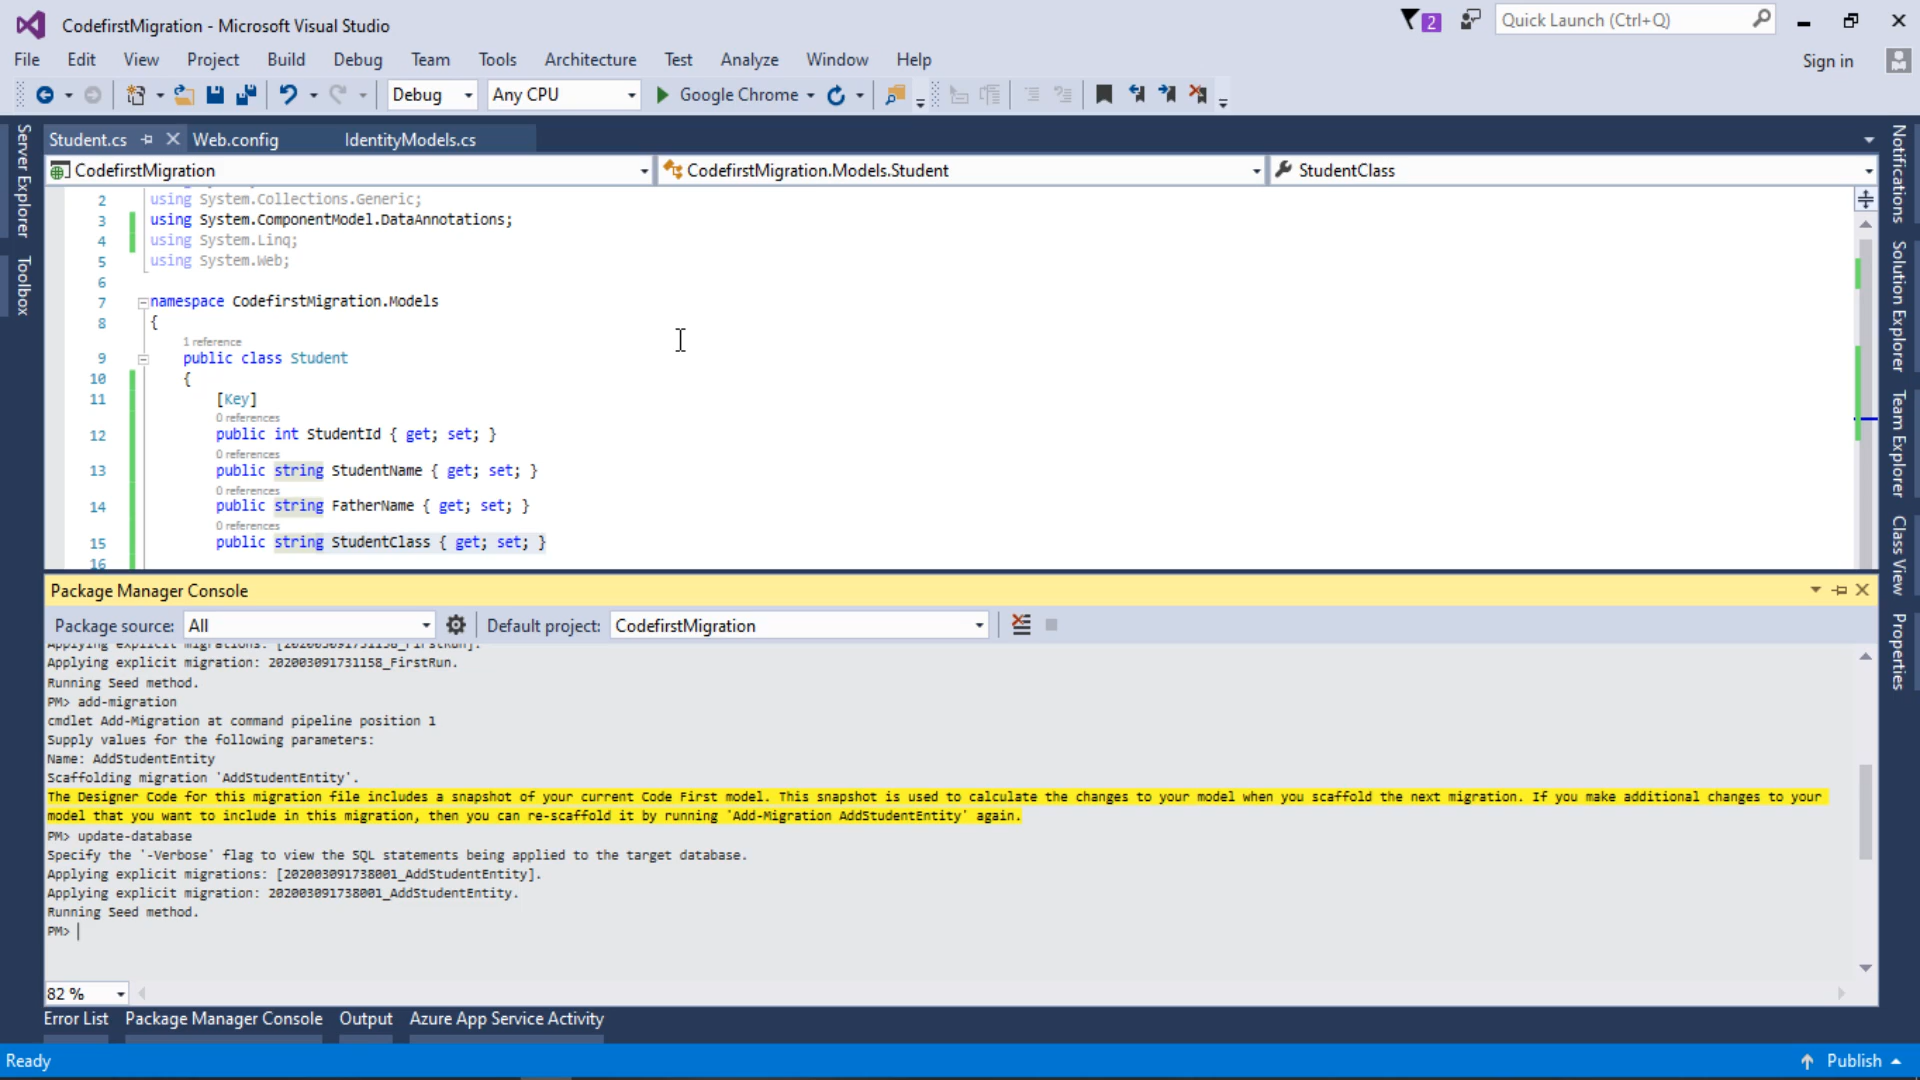 CodefirstMigration - Microsoft Visual Studio
2
Quick Launch (Ctrl+Q)
File Edit View Project Build Debug Team Tools Architecture Test Analyze Window Help
Sign in
Debug
Any CPU
Google Chrome
Student.cs
Web.config
IdentityModels.cs
CodefirstMigration
CodefirstMigration.Models.Student
StudentClass
Server Explorer
Toolbox
2 using System.Collections.Generic;
3 using System.ComponentModel.DataAnnotations;
4 using System.Linq;
5 using System.Web;
6
7 namespace CodefirstMigration.Models
8 {
1 reference
9 public class Student
10 {
11 [Key]
0 references
12 public int StudentId { get; set; }
0 references
13 public string StudentName { get; set; }
0 references
14 public string FatherName { get; set; }
0 references
15 public string StudentClass { get; set; }
16
Notifications
Solution Explorer
Team Explorer
Class View
Properties
Package Manager Console
Package source: All
Default project: CodefirstMigration
Applying explicit migrations: [202003091731158_FirstRun].
Applying explicit migration: 202003091731158_FirstRun.
Running Seed method.
PM> add-migration
cmdlet Add-Migration at command pipeline position 1
Supply values for the following parameters:
Name: AddStudentEntity
Scaffolding migration 'AddStudentEntity'.
The Designer Code for this migration file includes a snapshot of your current Code First model. This snapshot is used to calculate the changes to your model when you scaffold the next migration. If you make additional changes to your
model that you want to include in this migration, then you can re-scaffold it by running 'Add-Migration AddStudentEntity' again.
PM> update-database
Specify the '-Verbose' flag to view the SQL statements being applied to the target database.
Applying explicit migrations: [202003091738001_AddStudentEntity].
Applying explicit migration: 202003091738001_AddStudentEntity.
Running Seed method.
PM>
82 %
Error List
Package Manager Console
Output
Azure App Service Activity
Ready
Publish